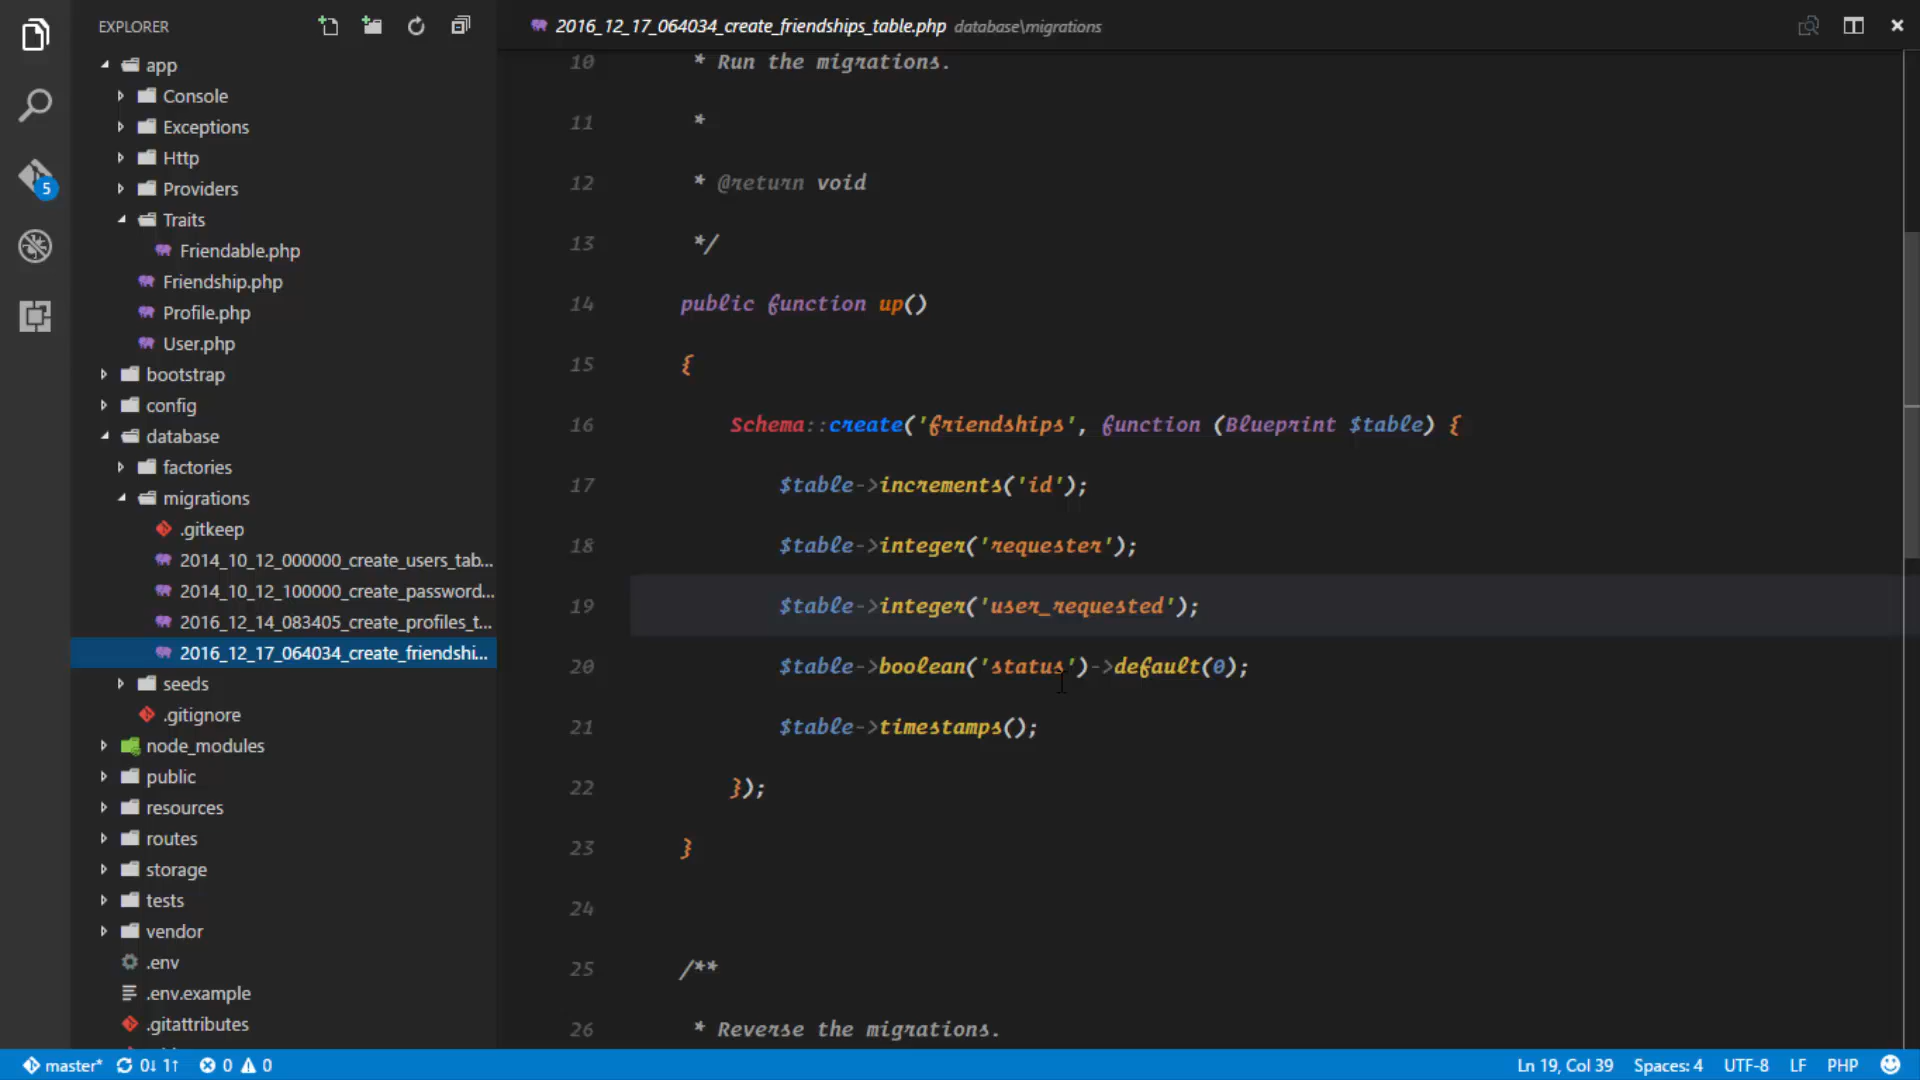 EXPLORER
app
Console
Exceptions
Http
Providers
Traits
Friendable.php
Friendship.php
Profile.php
User.php
bootstrap
config
database
factories
migrations
.gitkeep
2014_10_12_000000_create_users_tab...
2014_10_12_100000_create_password...
2016_12_14_083405_create_profiles_t...
2016_12_17_064034_create_friendshi...
seeds
.gitignore
node_modules
public
resources
routes
storage
tests
vendor
.env
.env.example
.gitattributes
5
2016_12_17_064034_create_friendships_table.php database\migrations
10 * Run the migrations.
11 *
12 * @return void
13 */
14 public function up()
15 {
16 Schema::create('friendships', function (Blueprint $table) {
17 $table->increments('id');
18 $table->integer('requester');
19 $table->integer('user_requested');
20 $table->boolean('status')->default(0);
21 $table->timestamps();
22 });
23 }
24
25 /**
26 * Reverse the migrations.
master* 0↓ 1↑ 0 0 Ln 19, Col 39 Spaces: 4 UTF-8 LF PHP